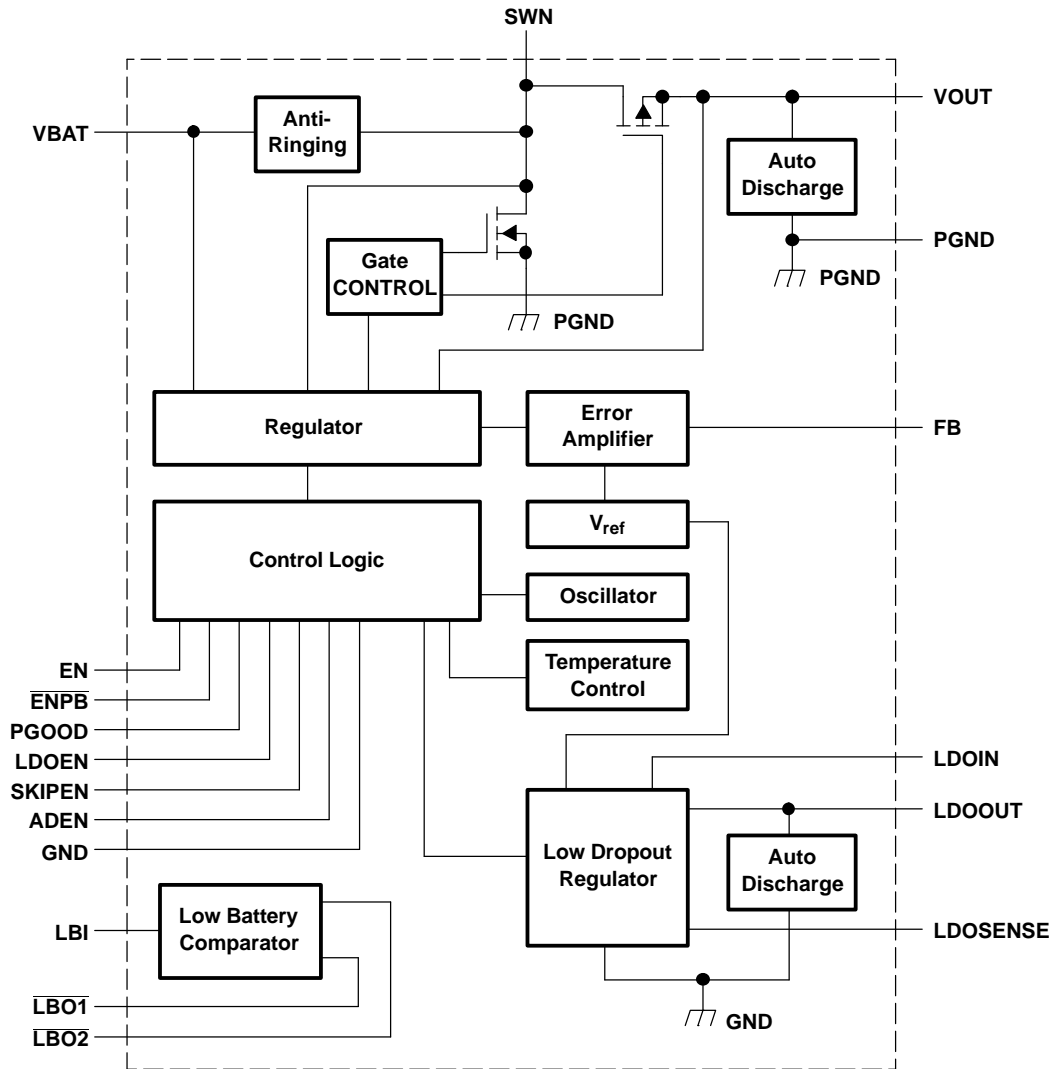 SWN
VBAT
Anti-
Ringing
VOUT
Auto
Discharge
PGND
PGND
Gate
CONTROL
PGND
Regulator
Error
Amplifier
FB
Vref
Control Logic
Oscillator
Temperature
Control
EN
ENPB
PGOOD
LDOEN
SKIPEN
ADEN
GND
LDOIN
LDOOUT
Low Dropout
Regulator
Auto
Discharge
LDOSENSE
GND
LBI
Low Battery
Comparator
LBO1
LBO2